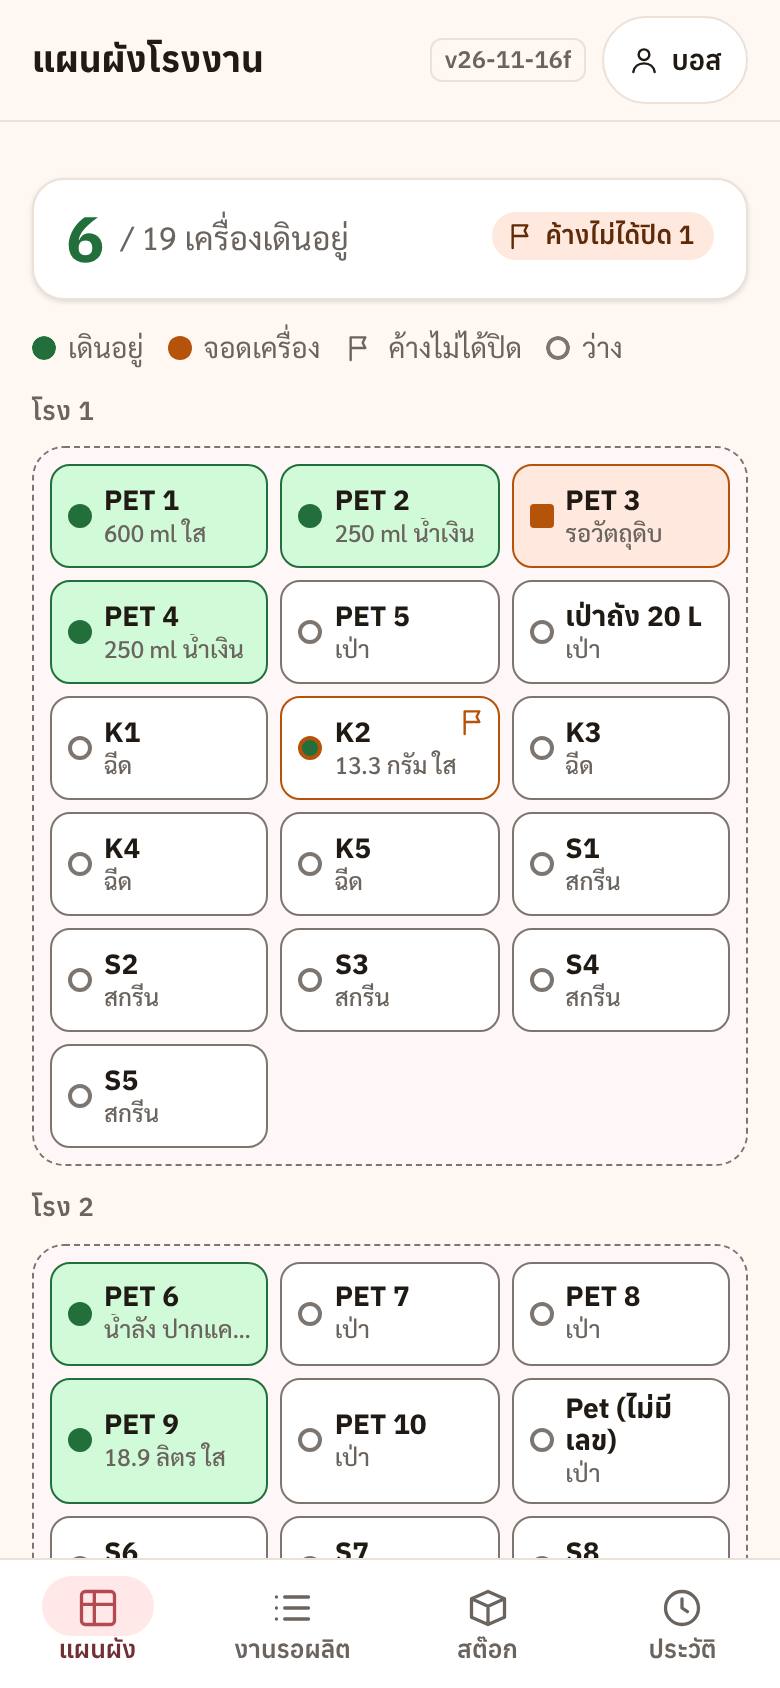 แผนผังโรงงาน
v26-11-16f
บอส
6 / 19 เครื่องเดินอยู่
ค้างไม่ได้ปิด 1
เดินอยู่
จอดเครื่อง
ค้างไม่ได้ปิด
ว่าง
โรง 1
PET 1
600 ml ใส
PET 2
250 ml น้ำเงิน
PET 3
รอวัตถุดิบ
PET 4
250 ml น้ำเงิน
PET 5
เป่า
เป่าถัง 20 L
เป่า
K1
ฉีด
K2
13.3 กรัม ใส
K3
ฉีด
K4
ฉีด
K5
ฉีด
S1
สกรีน
S2
สกรีน
S3
สกรีน
S4
สกรีน
S5
สกรีน
โรง 2
PET 6
น้ำลัง ปากแค...
PET 7
เป่า
PET 8
เป่า
PET 9
18.9 ลิตร ใส
PET 10
เป่า
Pet (ไม่มี
เลข)
เป่า
S6
S7
S8
แผนผัง
งานรอผลิต
สต๊อก
ประวัติ